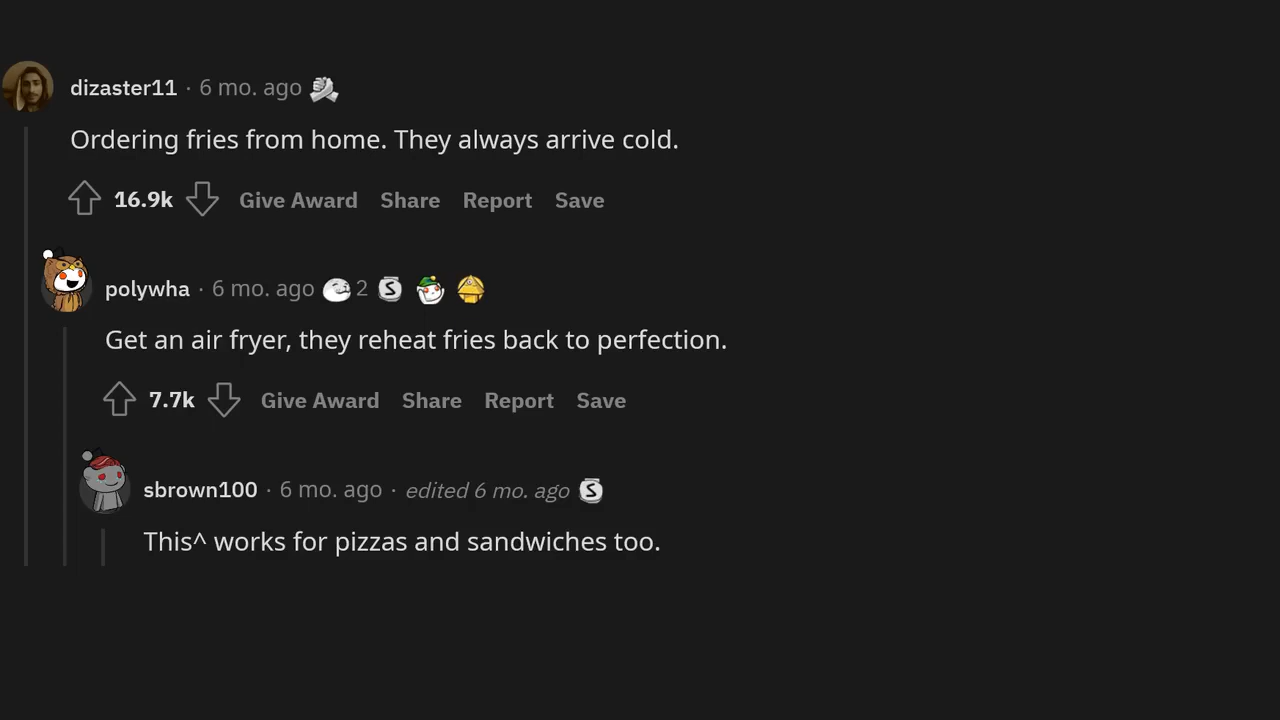 dizaster11 · 6 mo. ago
Ordering fries from home. They always arrive cold.
16.9k Give Award Share Report Save
polywha · 6 mo. ago 2 S
Get an air fryer, they reheat fries back to perfection.
7.7k Give Award Share Report Save
sbrown100 · 6 mo. ago · edited 6 mo. ago S
This^ works for pizzas and sandwiches too.